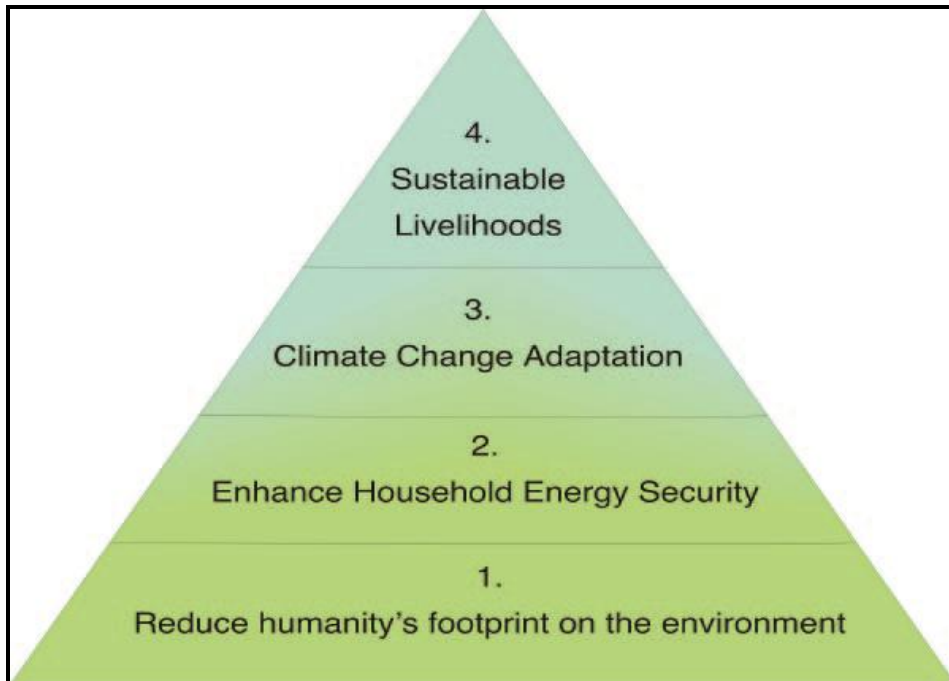 4.
Sustainable
Livelihoods
3.
Climate Change Adaptation
2.
Enhance Household Energy Security
1.
Reduce humanity's footprint on the environment